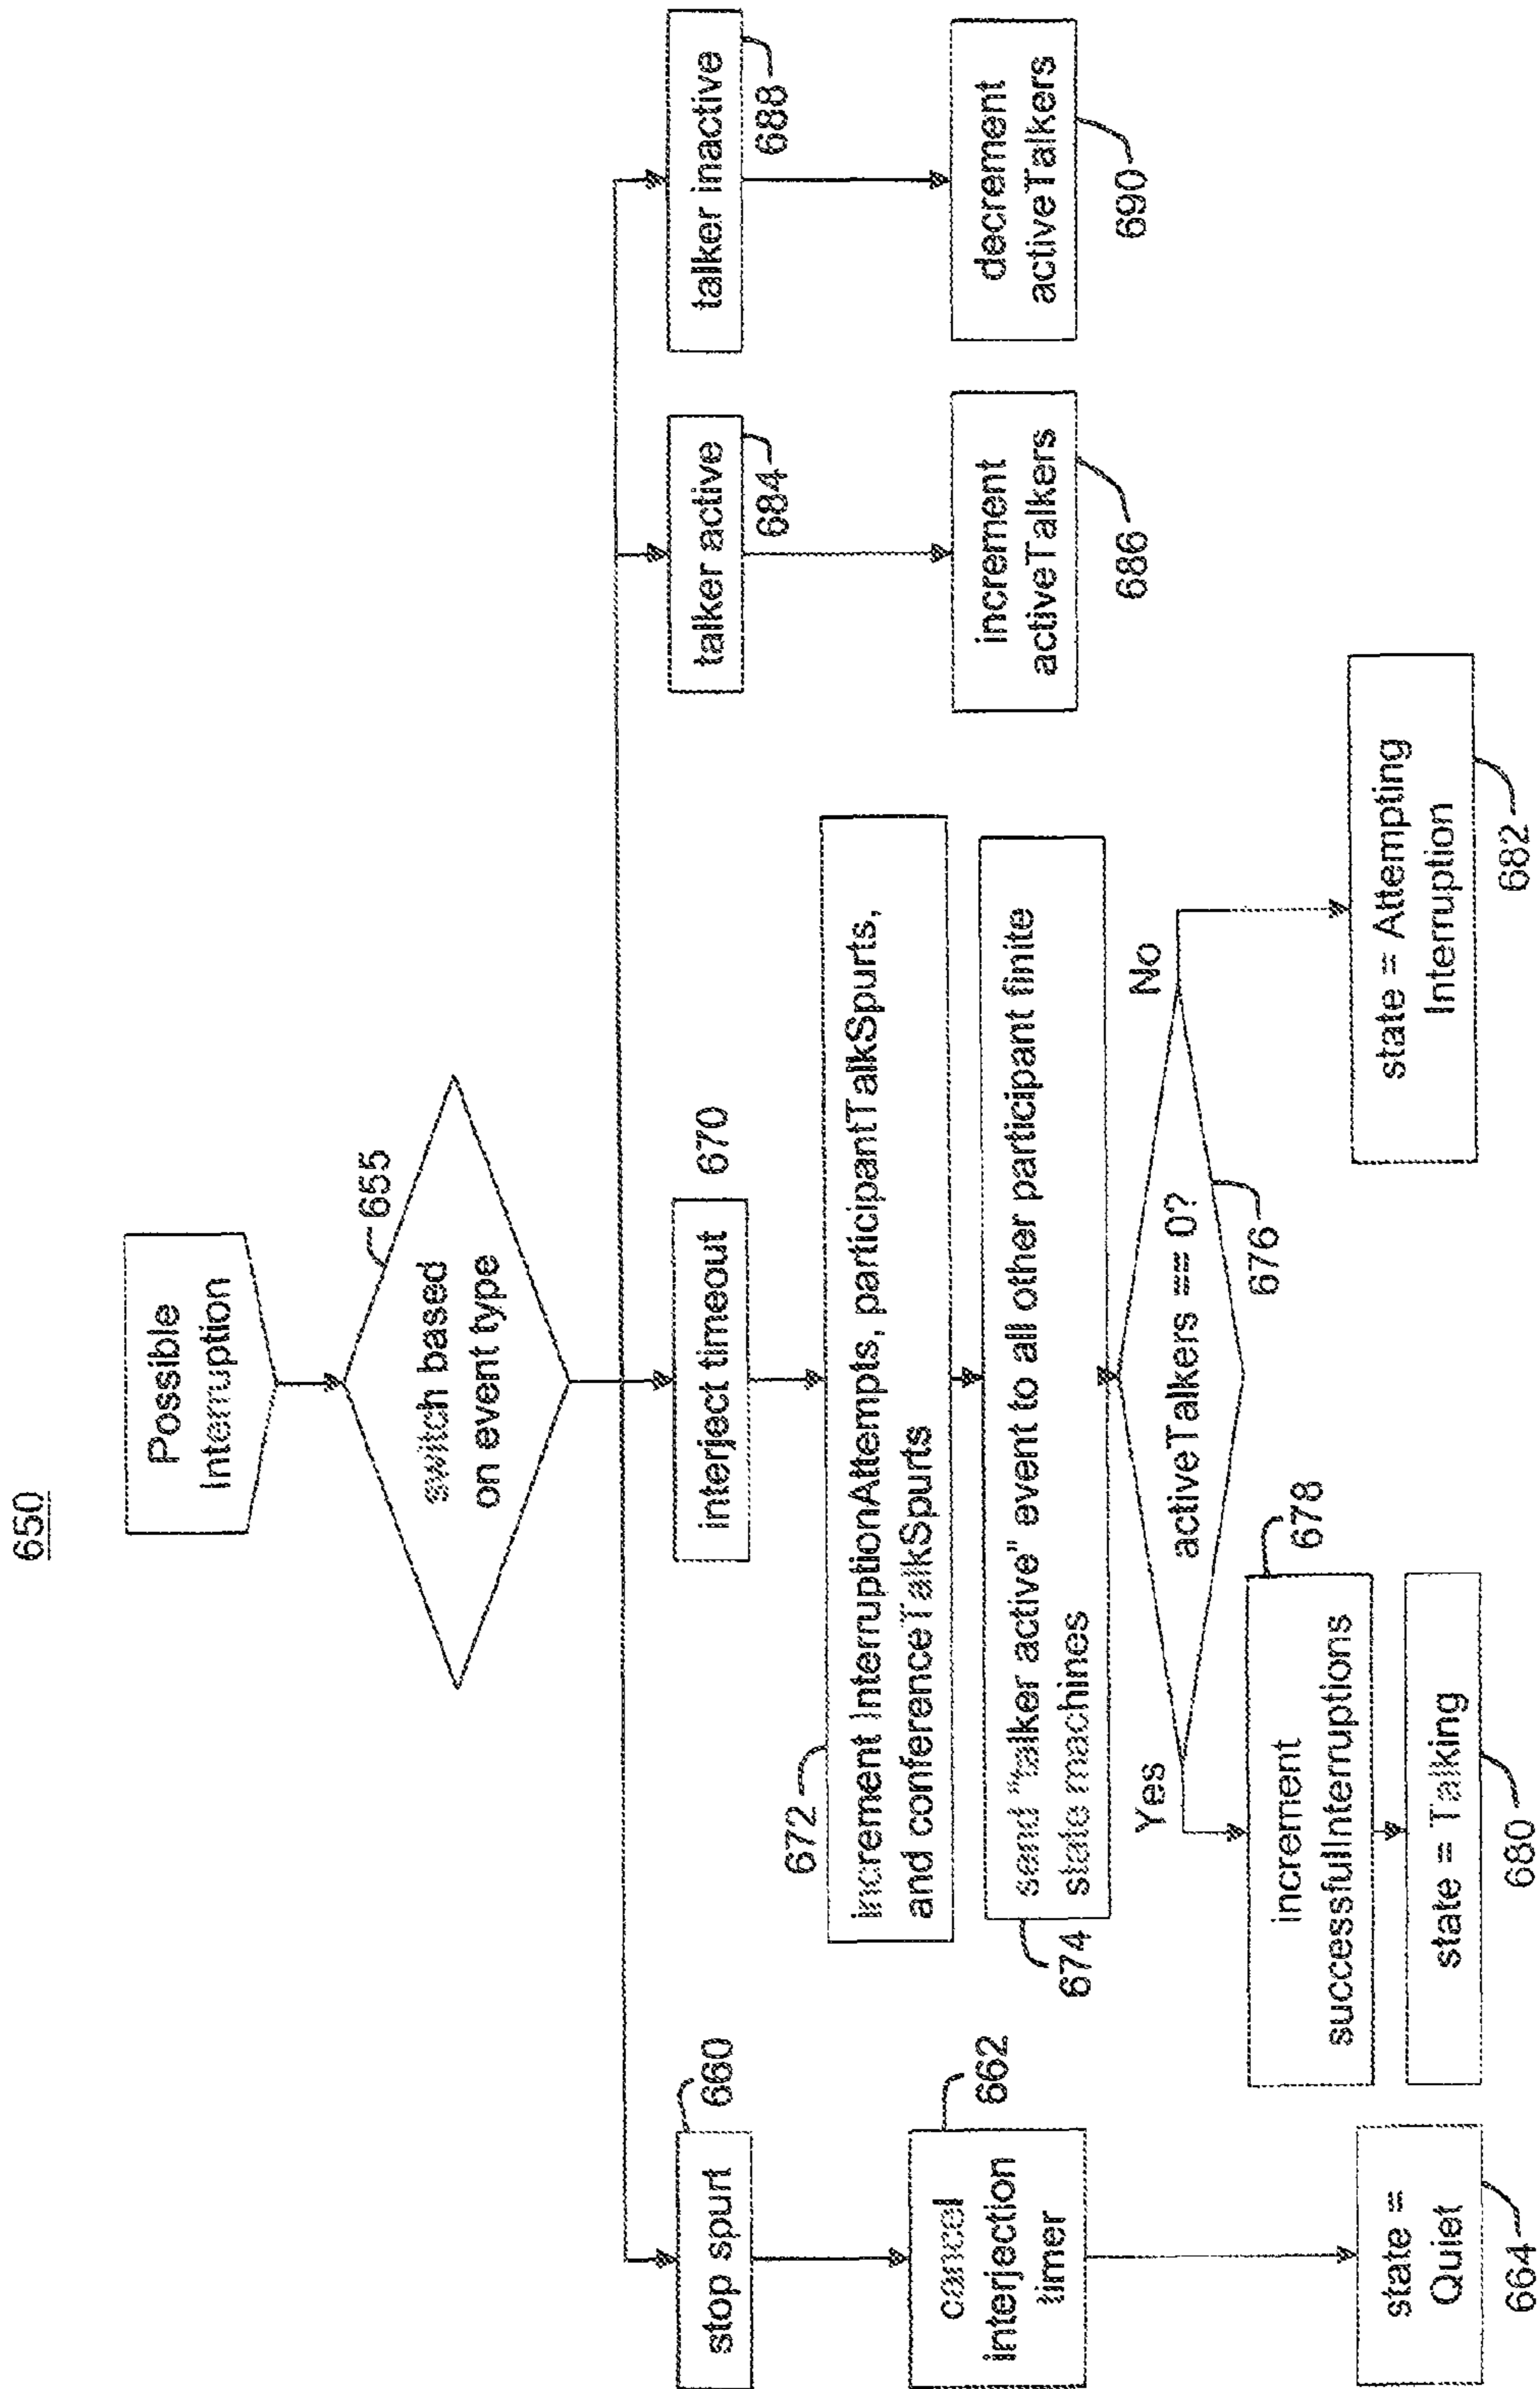 650
Possible
Interruption
655
switch based
on event type
stop spurt
660
cancel
interjection
timer
662
state =
Quiet
664
interject timeout
670
672
increment InterruptionAttempts, participantTalkSpurts,
and conferenceTalkSpurts
674
send "talker active" event to all other participant finite
state machines
activeTalkers == 0?
676
Yes
No
678
increment
successfulInterruptions
state = Talking
680
state = Attempting
Interruption
682
talker active
684
increment
activeTalkers
686
talker inactive
688
decrement
activeTalkers
690